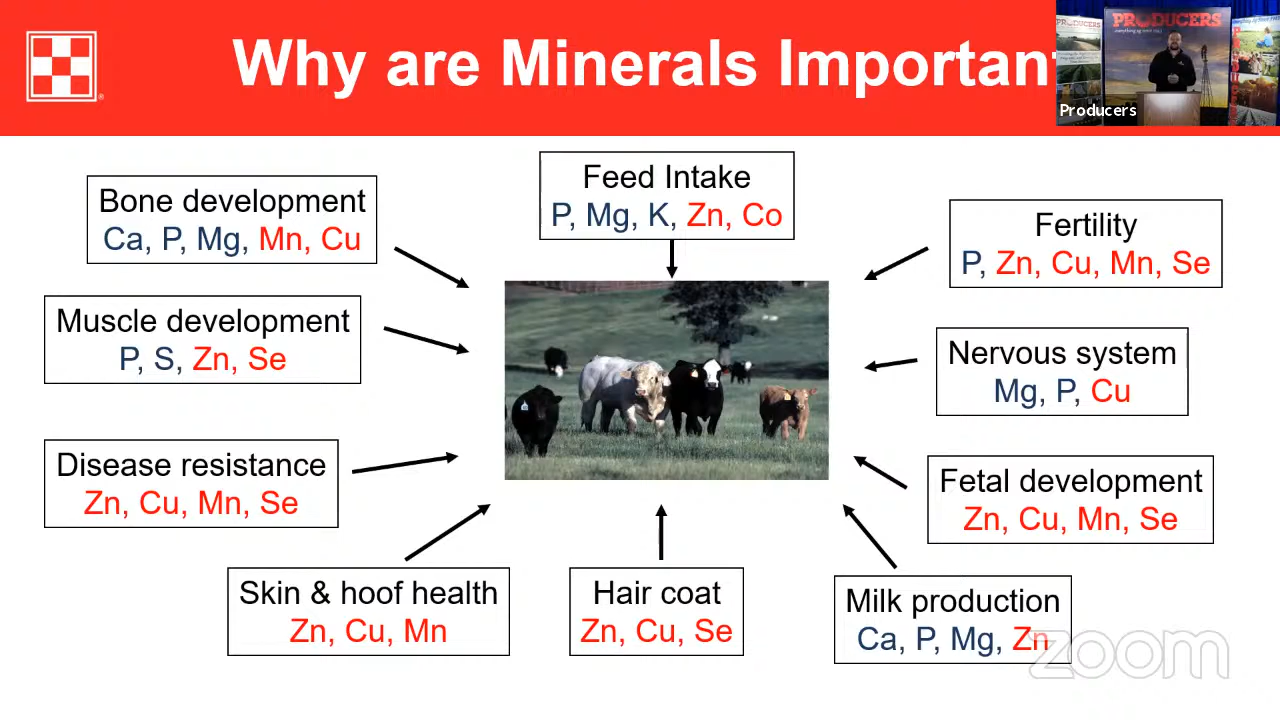 Why are Minerals Important
PRODUCERS
PRODUCERS
Producers
Feed Intake
P, Mg, K, Zn, Co
Bone development
Ca, P, Mg, Mn, Cu
Fertility
P, Zn, Cu, Mn, Se
Muscle development
P, S, Zn, Se
Nervous system
Mg, P, Cu
Disease resistance
Zn, Cu, Mn, Se
Fetal development
Zn, Cu, Mn, Se
Skin & hoof health
Zn, Cu, Mn
Hair coat
Zn, Cu, Se
Milk production
Ca, P, Mg, Zn
zoom